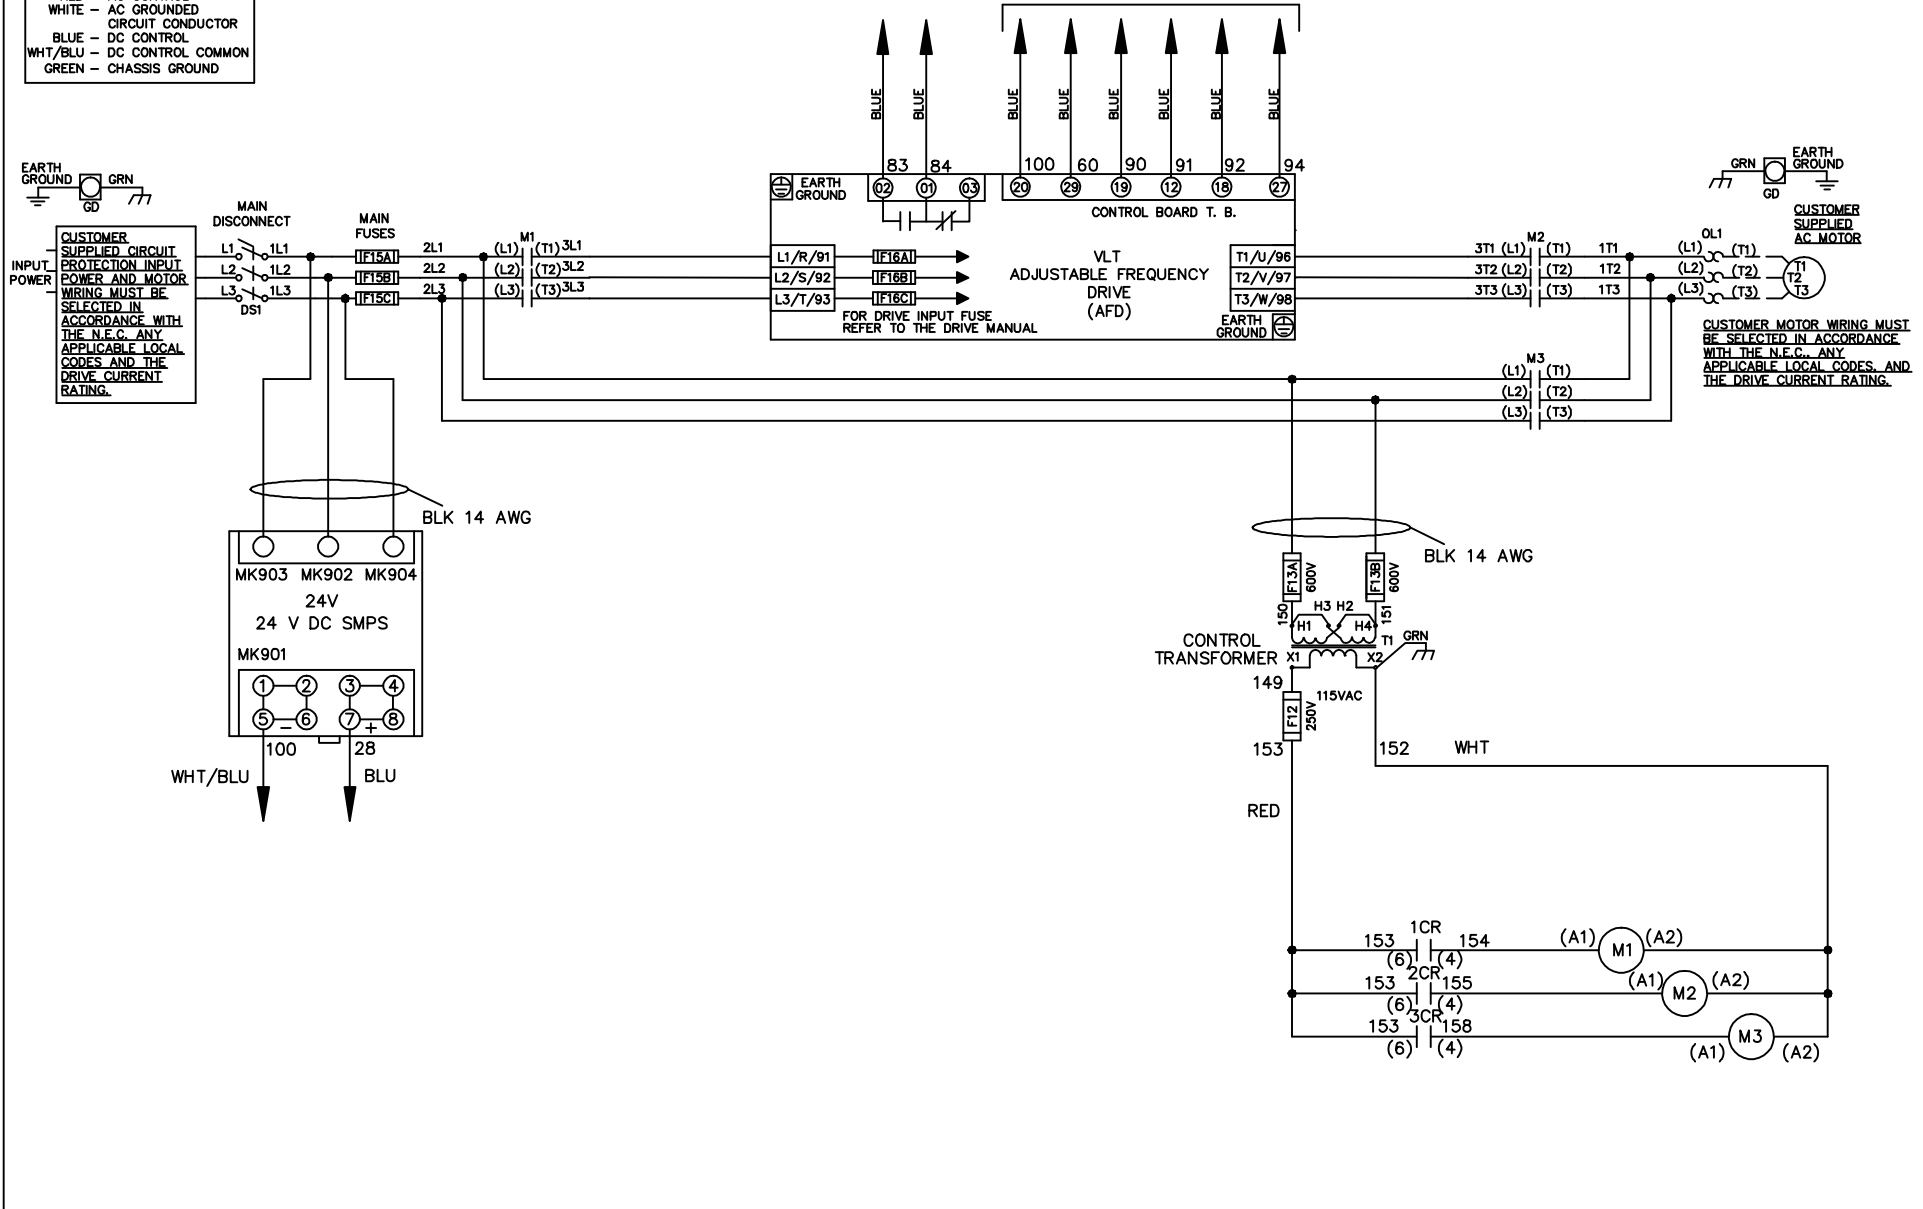 WHITE – AC GROUNDED
CIRCUIT CONDUCTOR
BLUE – DC CONTROL
WHT/BLU – DC CONTROL COMMON
GREEN – CHASSIS GROUND
BLUE BLUE BLUE BLUE BLUE BLUE BLUE BLUE
EARTH
GROUND
GRN
GD
83 84 100 60 90 91 92 94
EARTH
GROUND
02 01 03 20 29 19 12 18 27
CONTROL BOARD T. B.
GRN
EARTH
GROUND
GD
MAIN
DISCONNECT
MAIN
FUSES
CUSTOMER
SUPPLIED
AC MOTOR
INPUT
POWER
CUSTOMER
SUPPLIED CIRCUIT
PROTECTION INPUT
POWER AND MOTOR
WIRING MUST BE
SELECTED IN
ACCORDANCE WITH
THE N.E.C. ANY
APPLICABLE LOCAL
CODES AND THE
DRIVE CURRENT
RATING.
L1 1L1 F15A 2L1 (L1) M1 (T1) 3L1
L2 1L2 F15B 2L2 (L2) (T2) 3L2
L3 1L3 F15C 2L3 (L3) (T3) 3L3
DS1
L1/R/91 F16A
L2/S/92 F16B
L3/T/93 F16C
FOR DRIVE INPUT FUSE
REFER TO THE DRIVE MANUAL
VLT
ADJUSTABLE FREQUENCY
DRIVE
(AFD)
T1/U/96
T2/V/97
T3/W/98
EARTH
GROUND
M2 OL1
3T1 (L1) (T1) 1T1 (L1) (T1) T1
3T2 (L2) (T2) 1T2 (L2) (T2) T2
3T3 (L3) (T3) 1T3 (L3) (T3) T3
CUSTOMER MOTOR WIRING MUST
BE SELECTED IN ACCORDANCE
WITH THE N.E.C., ANY
APPLICABLE LOCAL CODES, AND
THE DRIVE CURRENT RATING.
M3
(L1) (T1)
(L2) (T2)
(L3) (T3)
BLK 14 AWG
MK903 MK902 MK904
24V
24 V DC SMPS
MK901
1 2 3 4
5 – 6 7 + 8
100 28
WHT/BLU BLU
BLK 14 AWG
F13A 600V F13B 600V
150 H3 H2 151
H1 H4
CONTROL
TRANSFORMER
T1 GRN
X1 X2
149 115VAC
F12 250V
153 152 WHT
RED
1CR
153 154 (A1) M1 (A2)
(6) (4)
2CR
153 155 (A1) M2 (A2)
(6) (4)
3CR
153 158 M3
(6) (4) (A1) (A2)